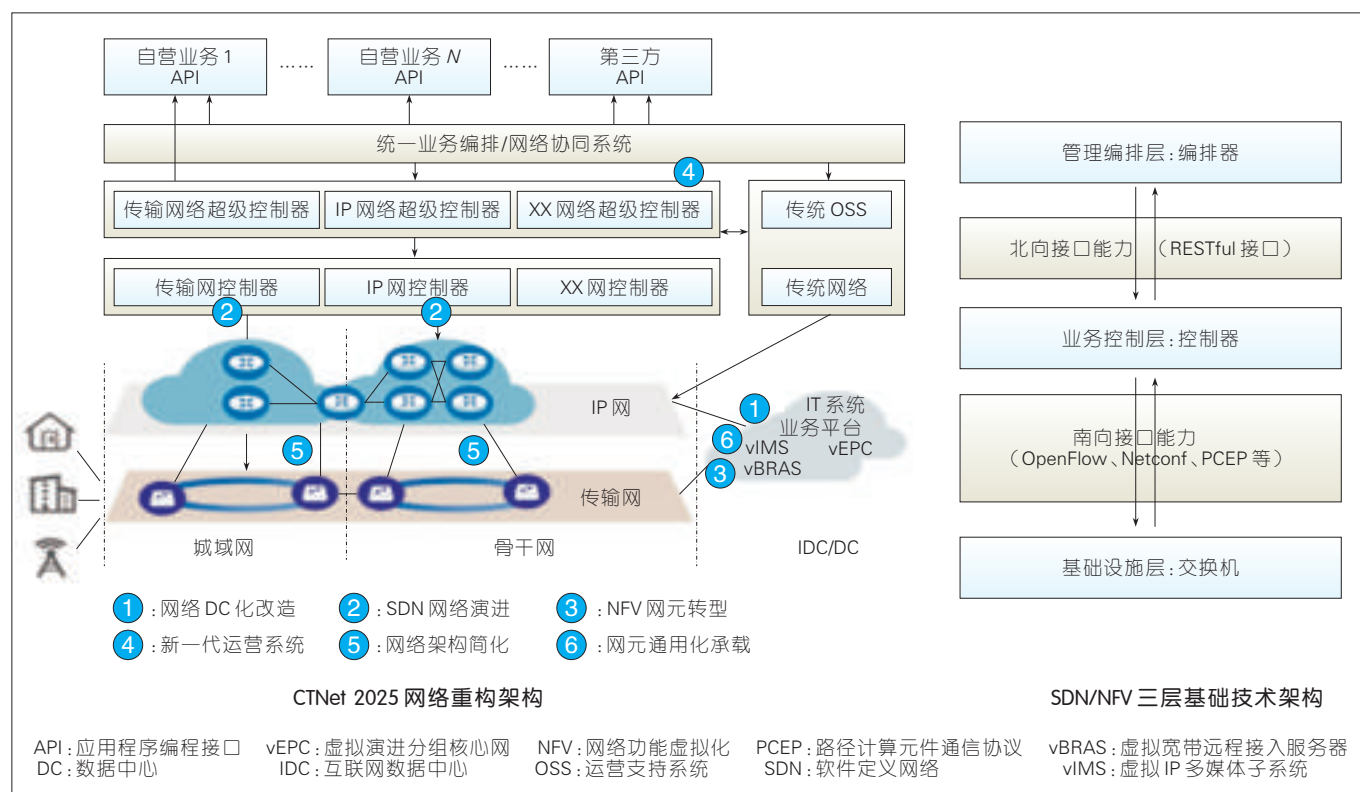 自营业务 1
API
……
自营业务 N
API
……
第三方
API
统一业务编排/网络协同系统
4
传输网络超级控制器
IP 网络超级控制器
XX 网络超级控制器
传统 OSS
传输网控制器
IP 网控制器
XX 网控制器
传统网络
2
2
IP 网
1
IT 系统
业务平台
6
vIMS
vEPC
3
vBRAS
5
5
传输网
城域网
骨干网
IDC/DC
1：网络 DC 化改造
2：SDN 网络演进
3：NFV 网元转型
4：新一代运营系统
5：网络架构简化
6：网元通用化承载
CTNet 2025 网络重构架构
管理编排层：编排器
北向接口能力 （RESTful 接口）
业务控制层：控制器
南向接口能力
（OpenFlow、Netconf、PCEP 等）
基础设施层：交换机
SDN/NFV 三层基础技术架构
API：应用程序编程接口
vEPC：虚拟演进分组核心网
NFV：网络功能虚拟化
PCEP：路径计算元件通信协议
vBRAS：虚拟宽带远程接入服务器
DC：数据中心
IDC：互联网数据中心
OSS：运营支持系统
SDN：软件定义网络
vIMS：虚拟 IP 多媒体子系统